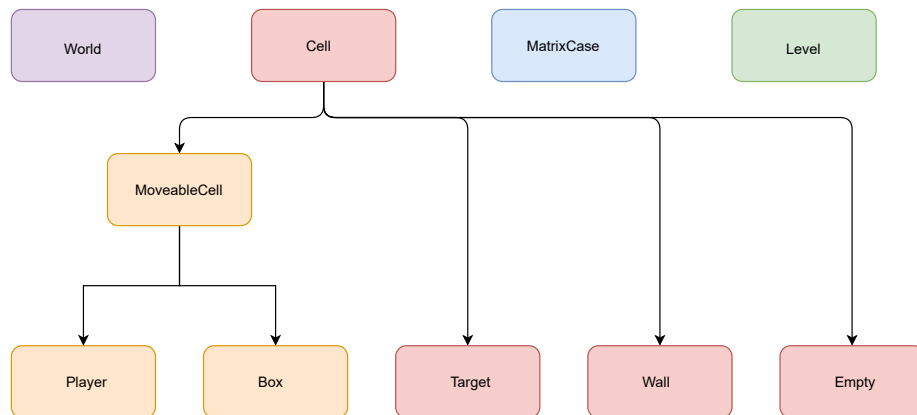 World
Cell
MatrixCase
Level
MoveableCell
Player
Box
Target
Wall
Empty